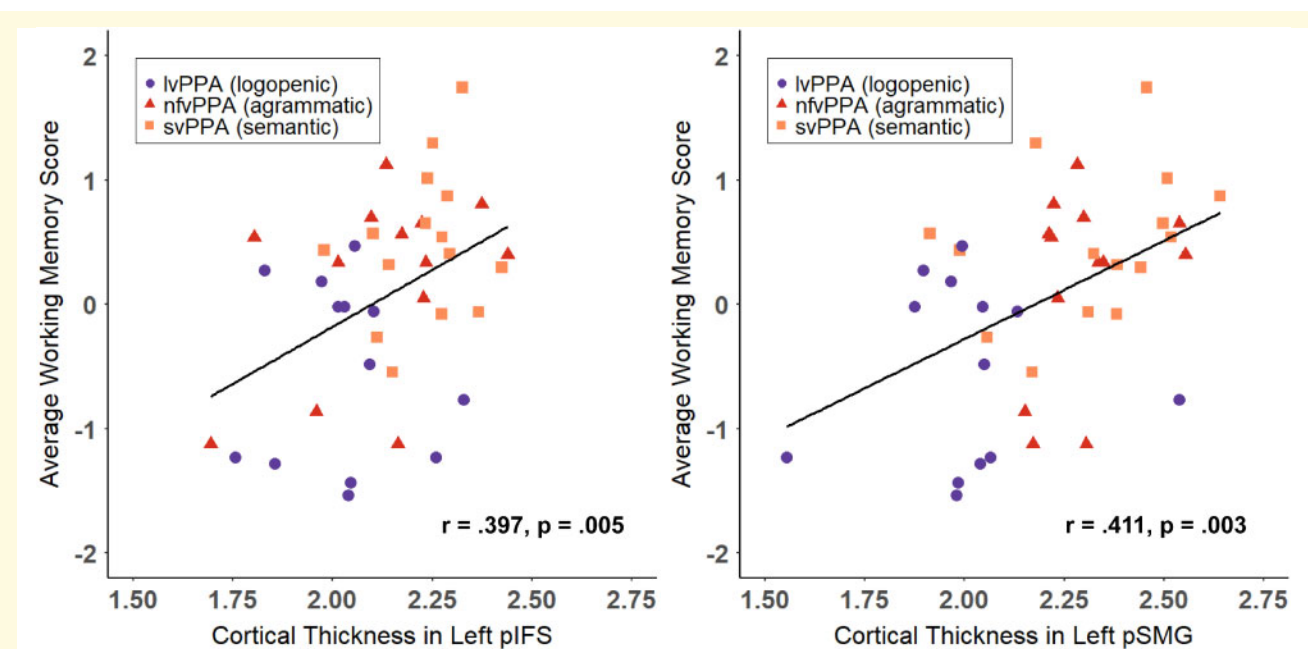 2
1
0
-1
-2
Average Working Memory Score
lvPPA (logopenic)
nfvPPA (agrammatic)
svPPA (semantic)
r = .397, p = .005
1.50 1.75 2.00 2.25 2.50 2.75
Cortical Thickness in Left pIFS
2
1
0
-1
-2
Average Working Memory Score
lvPPA (logopenic)
nfvPPA (agrammatic)
svPPA (semantic)
r = .411, p = .003
1.50 1.75 2.00 2.25 2.50 2.75
Cortical Thickness in Left pSMG